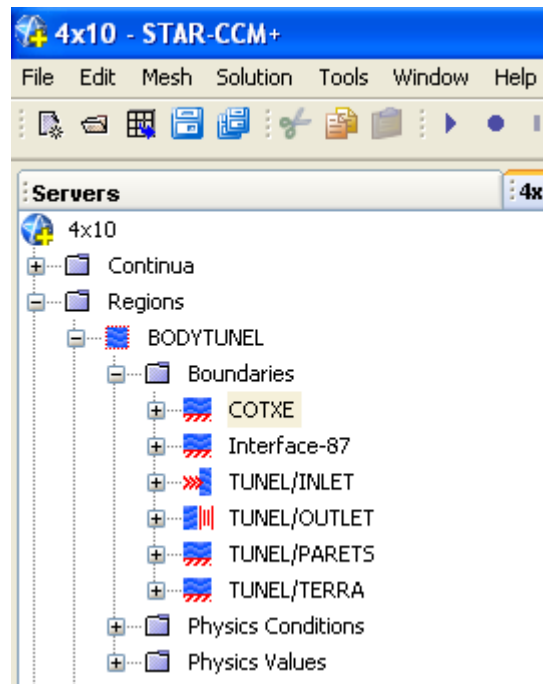 4x10 - STAR-CCM+
File Edit Mesh Solution Tools Window Help
Servers 4x
4x10
Continua
Regions
BODYTUNEL
Boundaries
COTXE
Interface-87
TUNEL/INLET
TUNEL/OUTLET
TUNEL/PARETS
TUNEL/TERRA
Physics Conditions
Physics Values